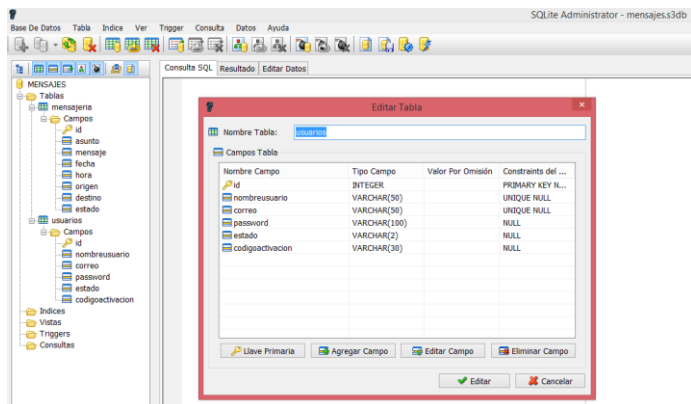 SQLite Administrator - mensajes.s3db
Base De Datos Tabla Indice Ver Trigger Consulta Datos Ayuda
Consulta SQL Resultado Editar Datos
MENSAJES
Tablas
mensajeria
Campos
id
asunto
mensaje
fecha
hora
origen
destino
estado
usuarios
Campos
id
nombreusuario
correo
password
estado
codigoactivacion
Indices
Vistas
Triggers
Consultas
Editar Tabla
Nombre Tabla: usuarios
Campos Tabla
Nombre Campo Tipo Campo Valor Por Omisión Constraints del ...
id INTEGER PRIMARY KEY N...
nombreusuario VARCHAR(50) UNIQUE NULL
correo VARCHAR(50) UNIQUE NULL
password VARCHAR(100) NULL
estado VARCHAR(2) NULL
codigoactivacion VARCHAR(30) NULL
Llave Primaria Agregar Campo Editar Campo Eliminar Campo
Editar Cancelar